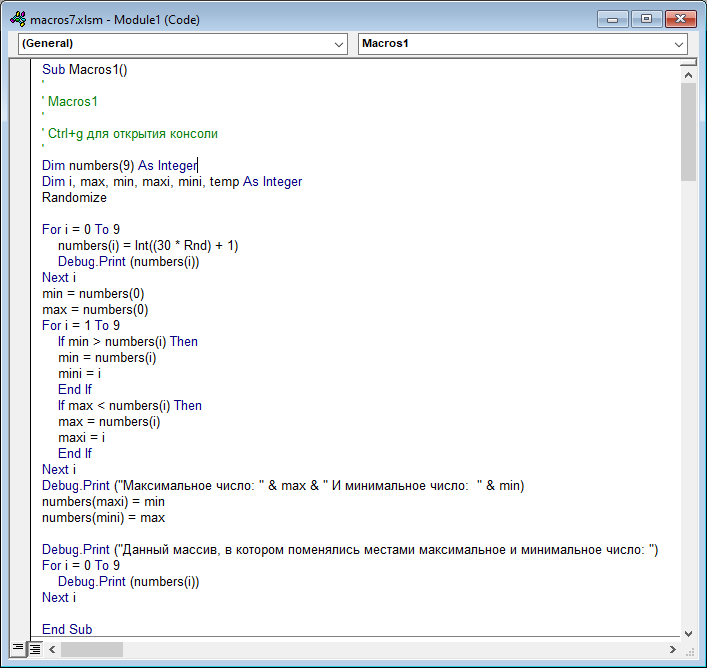 macros7.xlsm - Module1 (Code)
(General) Macros1
Sub Macros1()
'
' Macros1
'
' Ctrl+g для открытия консоли
'
Dim numbers(9) As Integer
Dim i, max, min, maxi, mini, temp As Integer
Randomize
For i = 0 To 9
numbers(i) = Int((30 * Rnd) + 1)
Debug.Print (numbers(i))
Next i
min = numbers(0)
max = numbers(0)
For i = 1 To 9
If min > numbers(i) Then
min = numbers(i)
mini = i
End If
If max < numbers(i) Then
max = numbers(i)
maxi = i
End If
Next i
Debug.Print ("Максимальное число: " & max & " И минимальное число:  " & min)
numbers(maxi) = min
numbers(mini) = max
Debug.Print ("Данный массив, в котором поменялись местами максимальное и минимальное число: ")
For i = 0 To 9
Debug.Print (numbers(i))
Next i
End Sub